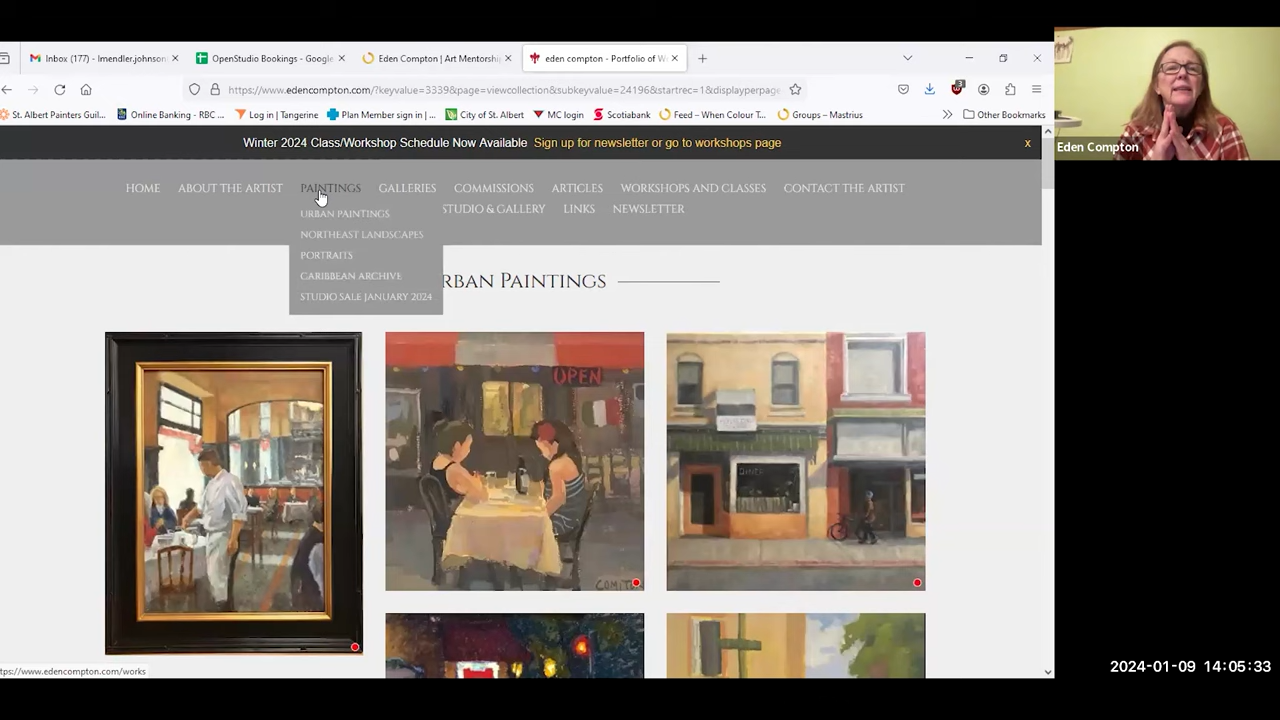 Inbox (177) - lmendler.johnson
OpenStudio Bookings - Google
Eden Compton | Art Mentorship
eden compton - Portfolio of W
https://www.edencompton.com/?keyvalue=3339&page=viewcollection&subkeyvalue=24196&startrec=1&displayperpage
St. Albert Painters Guil...
Online Banking - RBC ...
Log in | Tangerine
Plan Member sign in | ...
City of St. Albert
MC login
Scotiabank
Feed – When Colour T...
Groups – Mastrius
Other Bookmarks
Winter 2024 Class/Workshop Schedule Now Available Sign up for newsletter or go to workshops page x
HOME ABOUT THE ARTIST PAINTINGS GALLERIES COMMISSIONS ARTICLES WORKSHOPS AND CLASSES CONTACT THE ARTIST
STUDIO & GALLERY LINKS NEWSLETTER
URBAN PAINTINGS
NORTHEAST LANDSCAPES
PORTRAITS
CARIBBEAN ARCHIVE
STUDIO SALE JANUARY 2024
RBAN PAINTINGS
OPEN
tps://www.edencompton.com/works
Eden Compton
2024-01-09 14:05:33